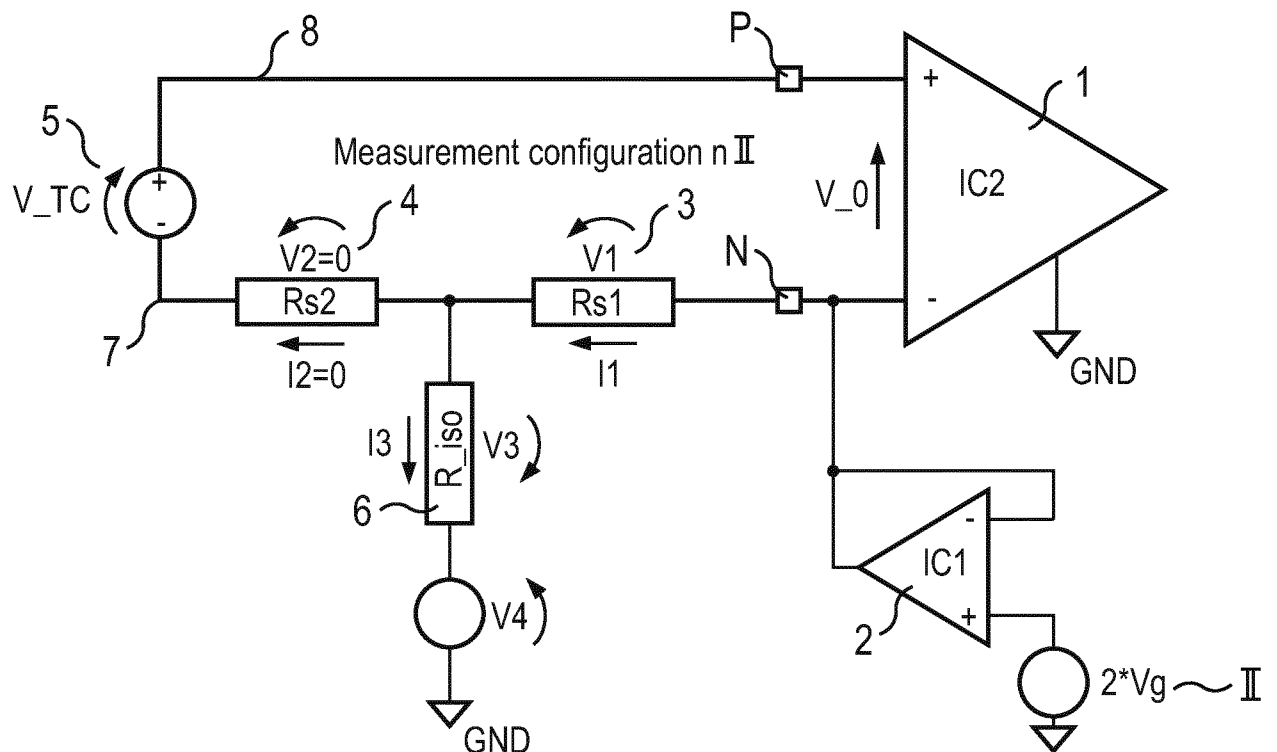 8
P
1
5
+
Measurement configuration n II
IC2
V_TC
+
-
4
3
V_0
V2=0
V1
N
Rs2
Rs1
-
7
I2=0
I1
GND
I3
R_iso
V3
6
-
IC1
V4
2
+
2*Vg
II
GND